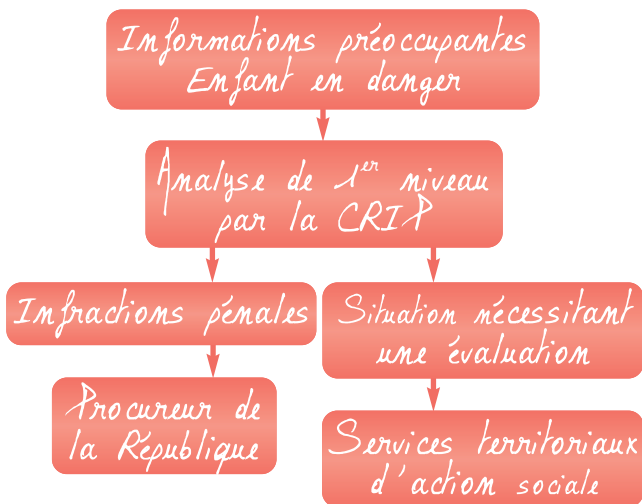 Informations préoccupantes
Enfant en danger
Analyse de 1er niveau
par la CRIP
Infractions pénales
Situation nécessitant
une évaluation
Procureur de
la République
Services territoriaux
d'action sociale